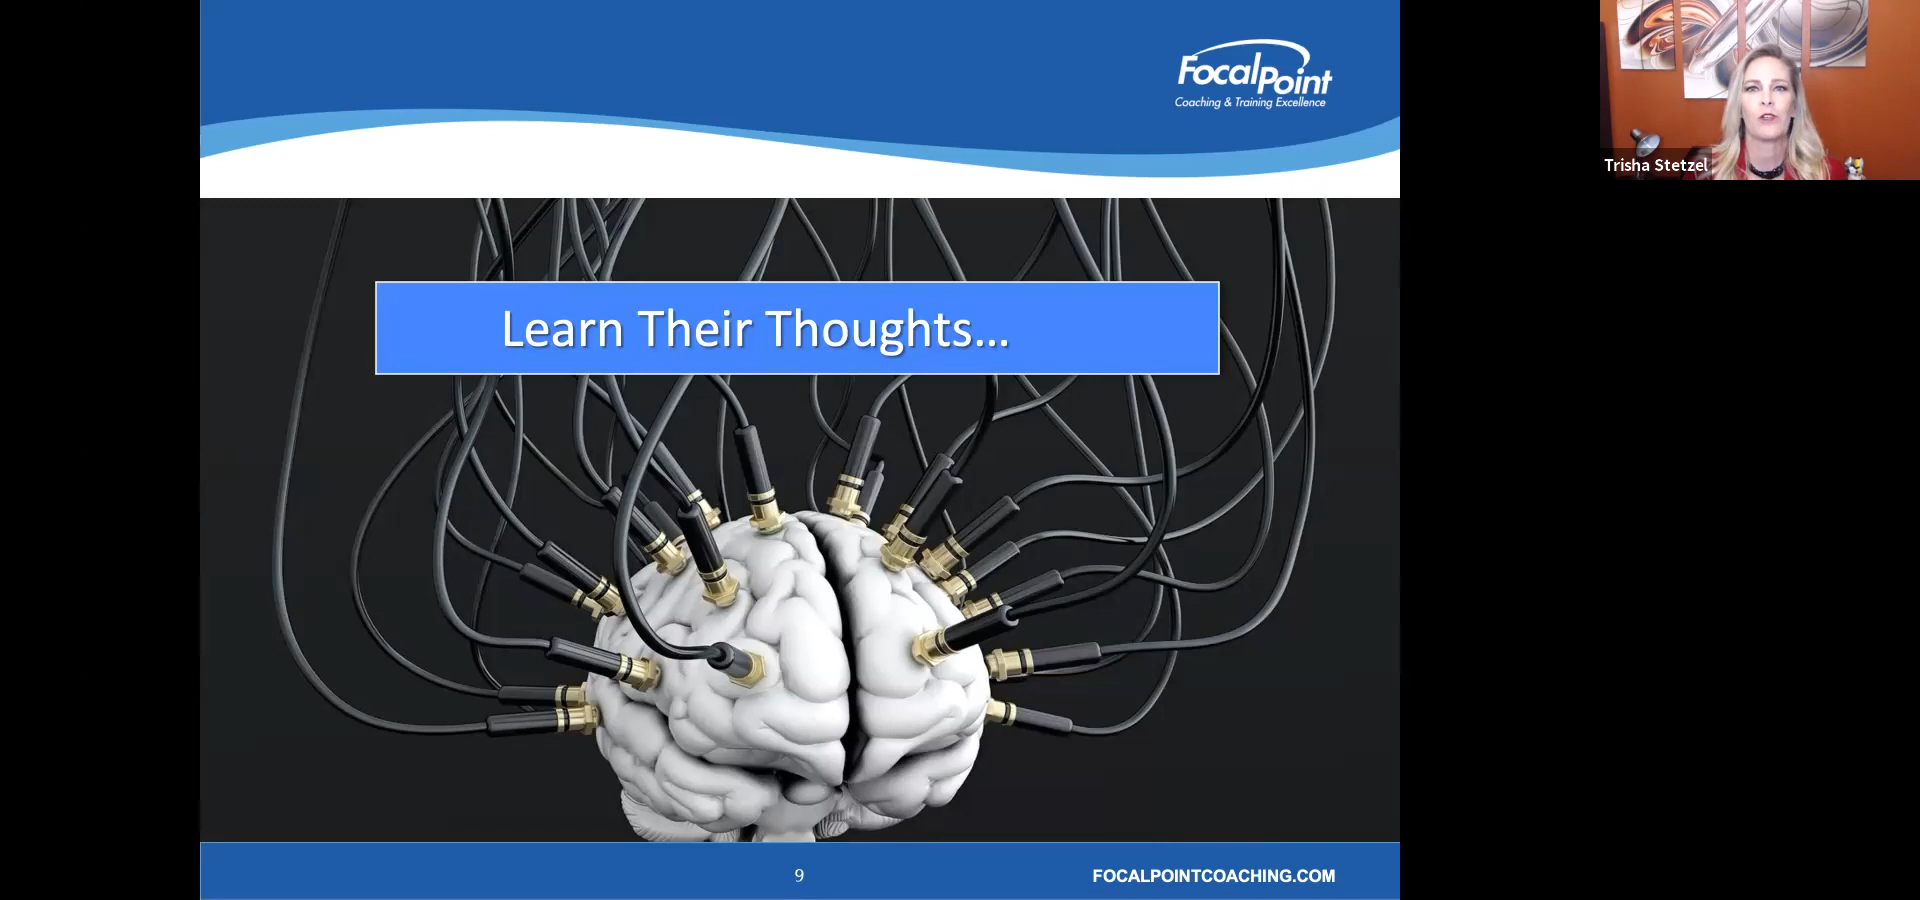 FocalPoint
Coaching & Training Excellence
Trisha Stetzel
Learn Their Thoughts...
9
FOCALPOINTCOACHING.COM